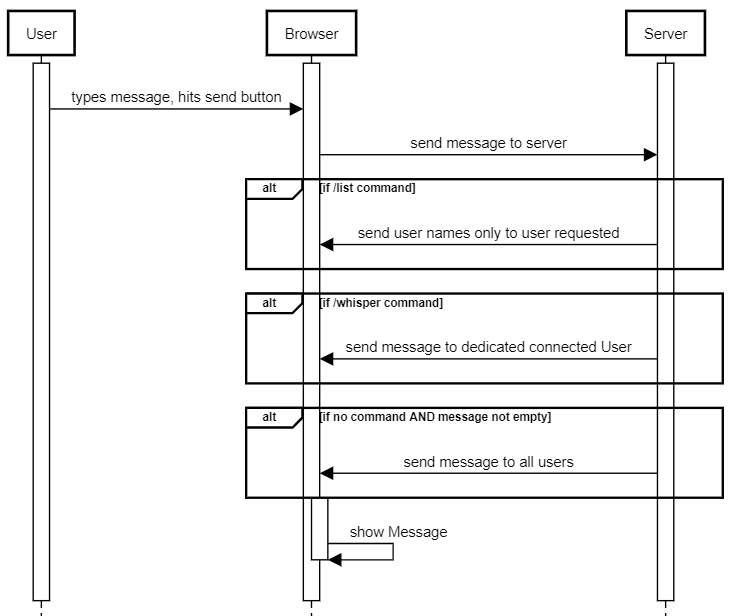 User
Browser
Server
types message, hits send button
send message to server
alt
[if /list command]
send user names only to user requested
alt
[if /whisper command]
send message to dedicated connected User
alt
[if no command AND message not empty]
send message to all users
show Message